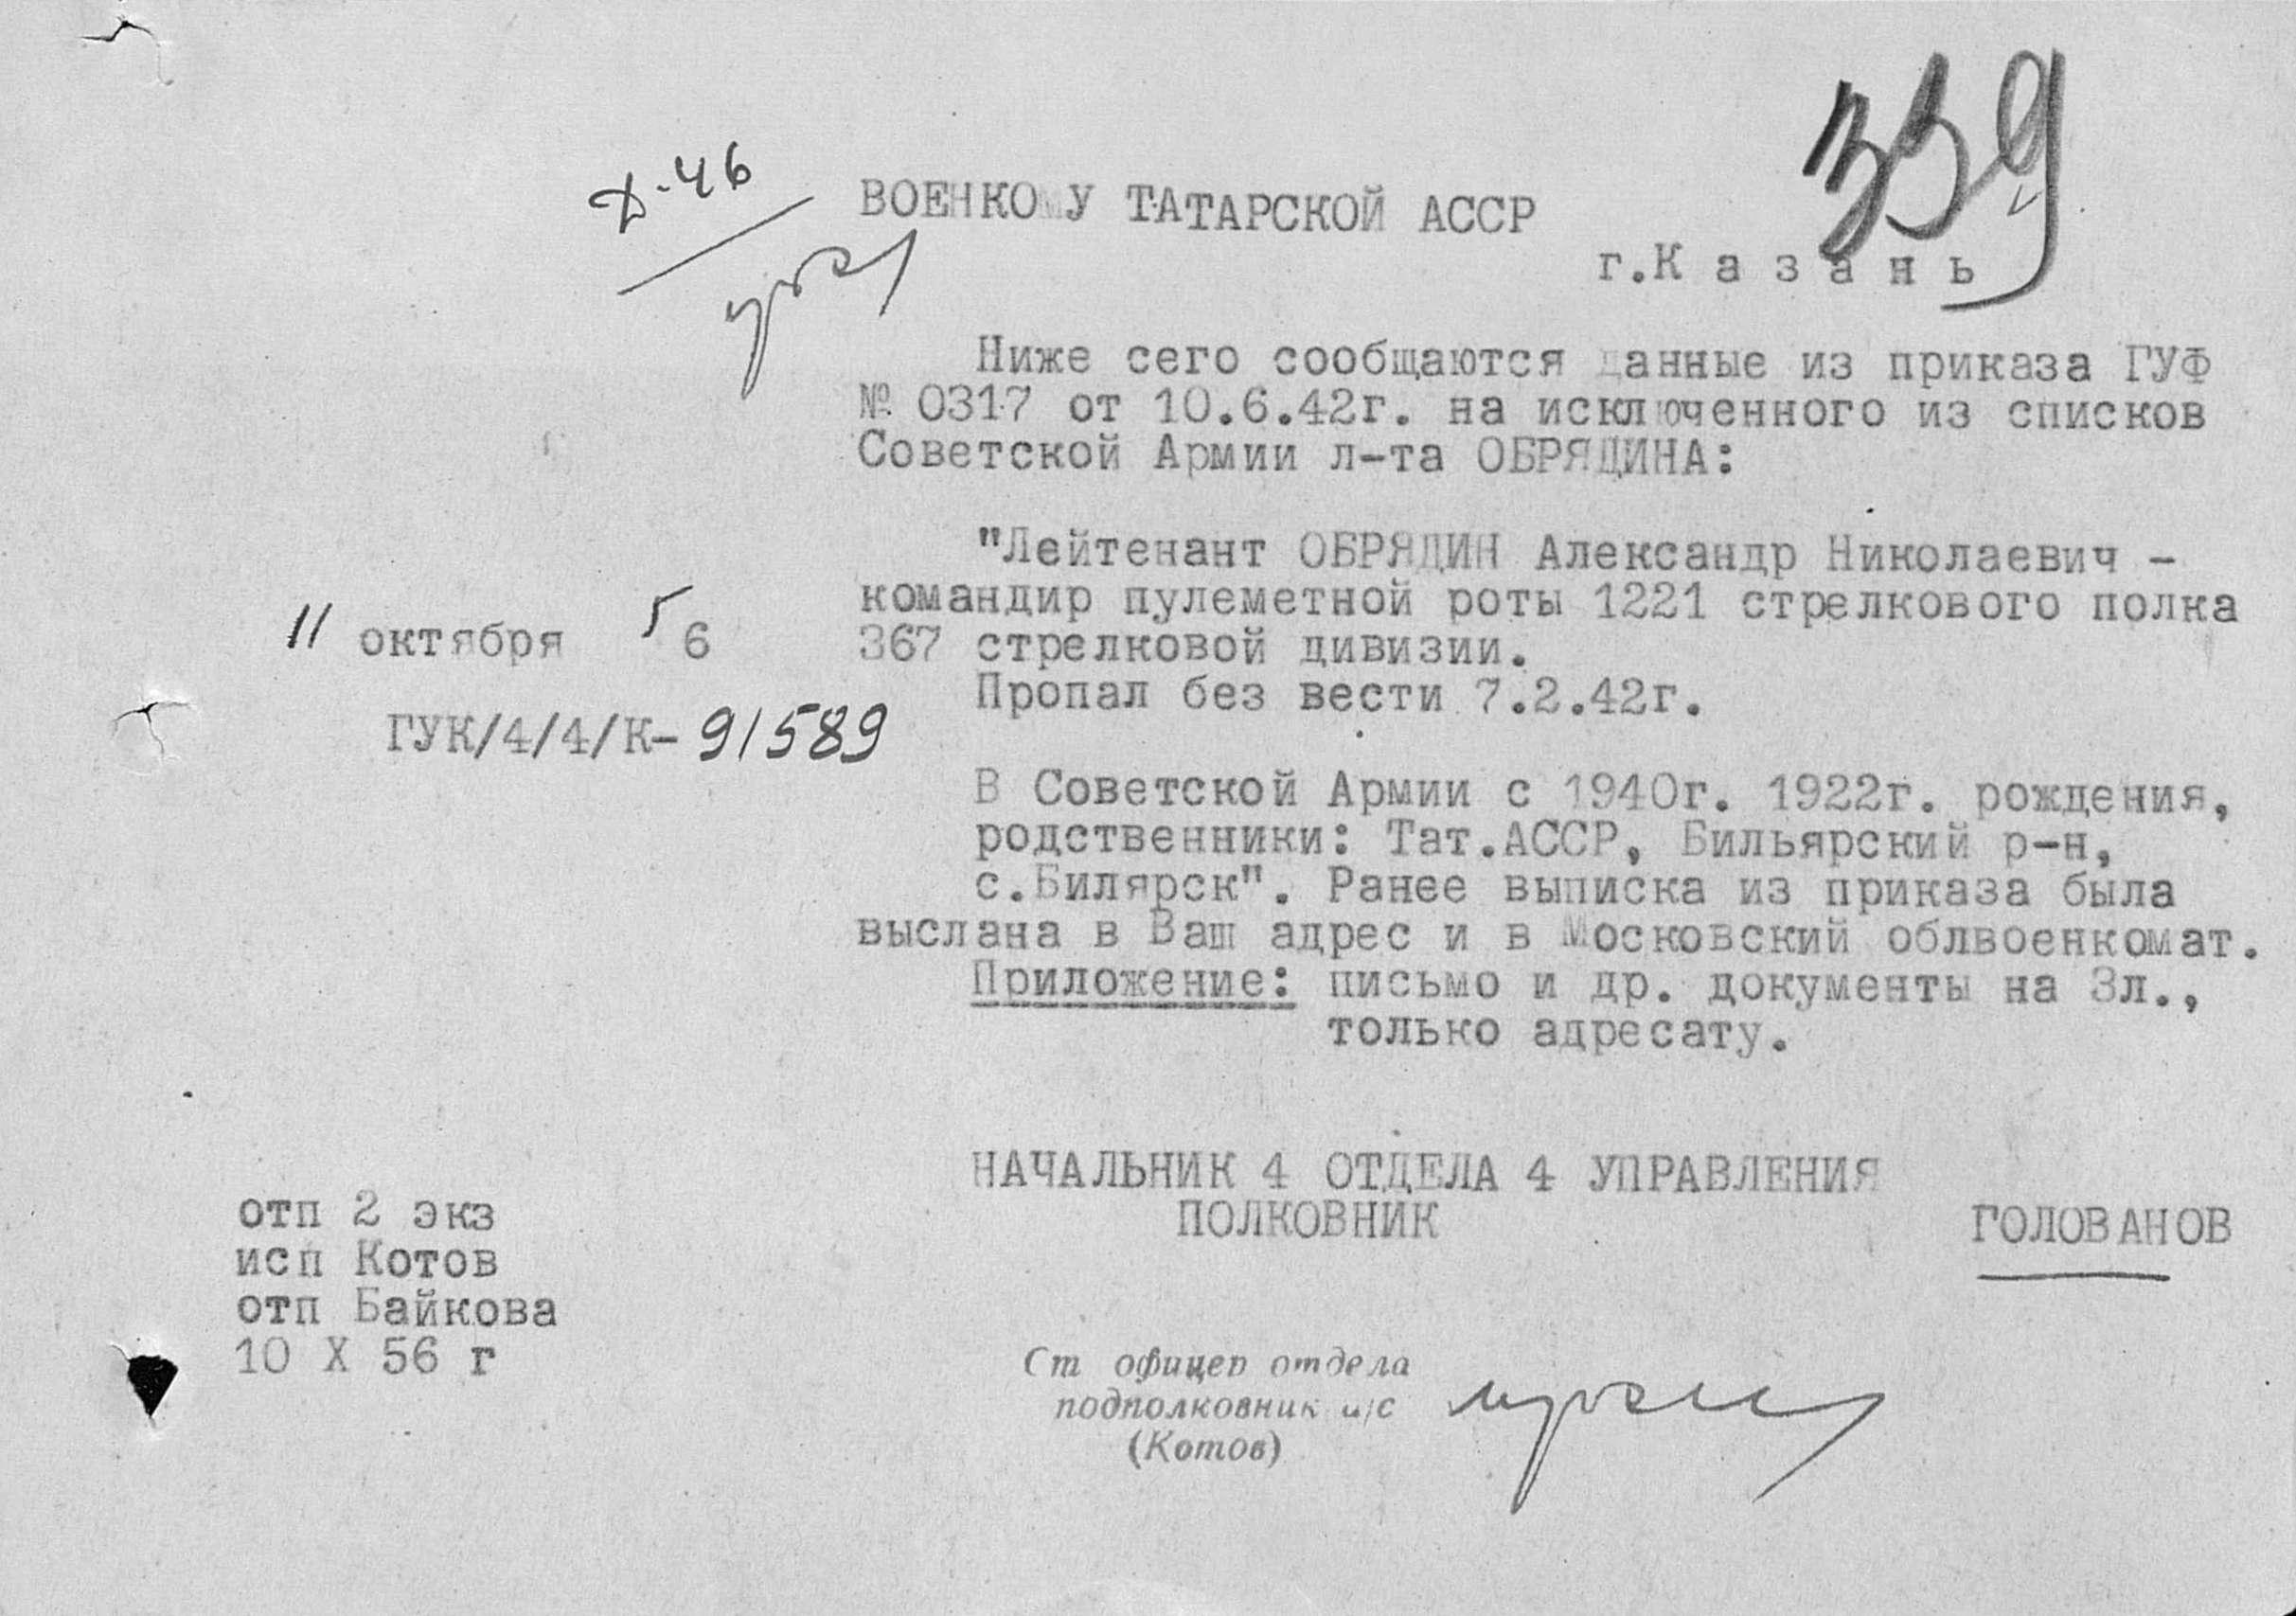 339
Д-46
ВОЕНКОМУ ТАТАРСКОЙ АССР
г.К а з а н ь
Ниже сего сообщаются данные из приказа ГУФ
№ 0317 от 10.6.42г. на исключенного из списков
Советской Армии л-та ОБРЯДИНА:
"Лейтенант ОБРЯДИН Александр Николаевич -
командир пулеметной роты 1221 стрелкового полка
367 стрелковой дивизии.
Пропал без вести 7.2.42г.
11 октября 56
ГУК/4/4/К- 91589
В Советской Армии с 1940г. 1922г. рождения,
родственники: Тат.АССР, Бильярский р-н,
с.Билярск". Ранее выписка из приказа была
выслана в Ваш адрес и в Московский облвоенкомат.
Приложение: письмо и др. документы на 3л.,
только адресату.
НАЧАЛЬНИК 4 ОТДЕЛА 4 УПРАВЛЕНИЯ
ПОЛКОВНИК ГОЛОВАНОВ
отп 2 экз
исп Котов
отп Байкова
10 X 56 г
Ст офицер отдела
подполковник и/с
(Котов)